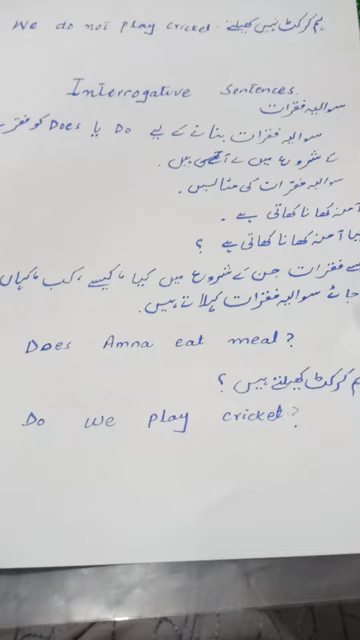 We do not play cricket. ہم کرکٹ نہیں کھیلتے
Interrogative Sentences
سوالیہ فقرات
سوالیہ فقرات بنانے کے لیے Do یا Does کو فقرے
کے شروع میں لے آتے ہیں۔
سوالیہ فقرات کی مثالیں۔
آمنہ کھانا کھاتی ہے۔
کیا آمنہ کھانا کھاتی ہے ؟
ایسے فقرات جن کے شروع میں کیا، کیسے، کب، کہاں
جائے سوالیہ فقرات کہلاتے ہیں۔
Does Amna eat meal?
ہم کرکٹ کھیلتے ہیں ؟
Do we play cricket?